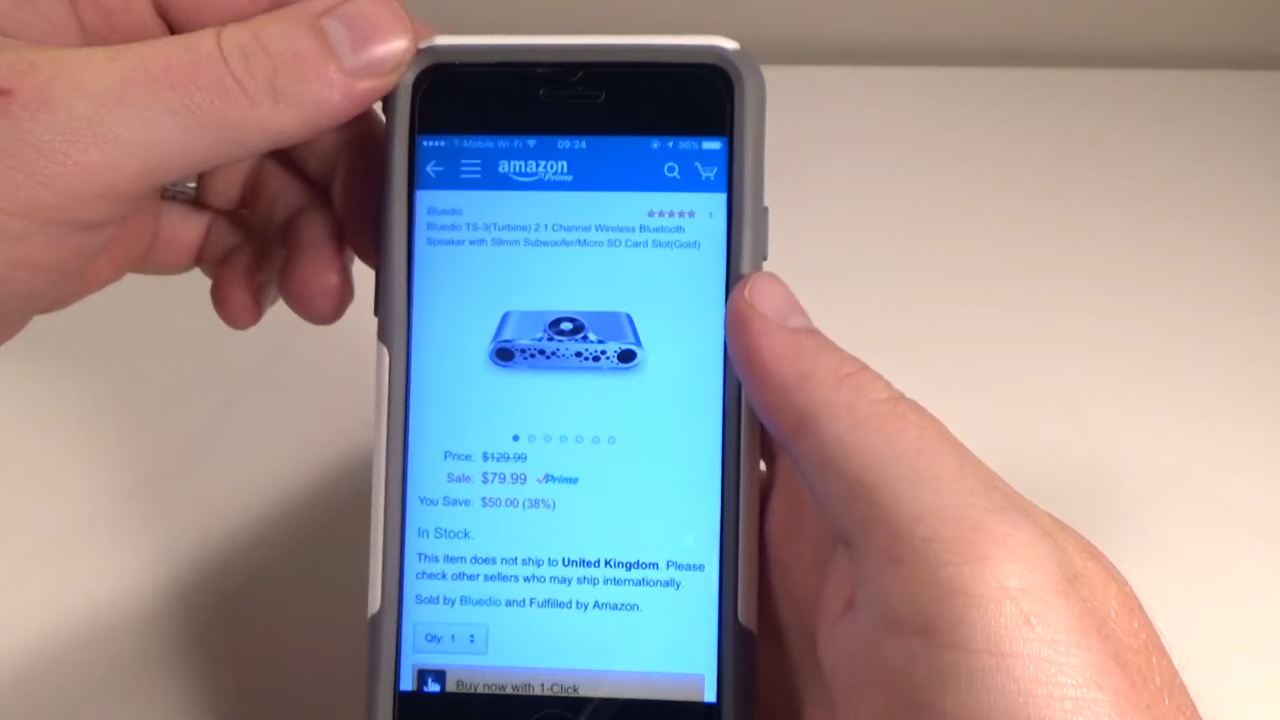 T-Mobile Wi-Fi 09:24 96%
amazon
Prime
Bluedio
Bluedio TS-3(Turbine) 2.1 Channel Wireless Bluetooth
Speaker with 59mm Subwoofer/Micro SD Card Slot(Gold)
Price: $129.99
Sale: $79.99 Prime
You Save: $50.00 (38%)
In Stock.
This item does not ship to United Kingdom. Please
check other sellers who may ship internationally.
Sold by Bluedio and Fulfilled by Amazon.
Qty: 1
Buy now with 1-Click